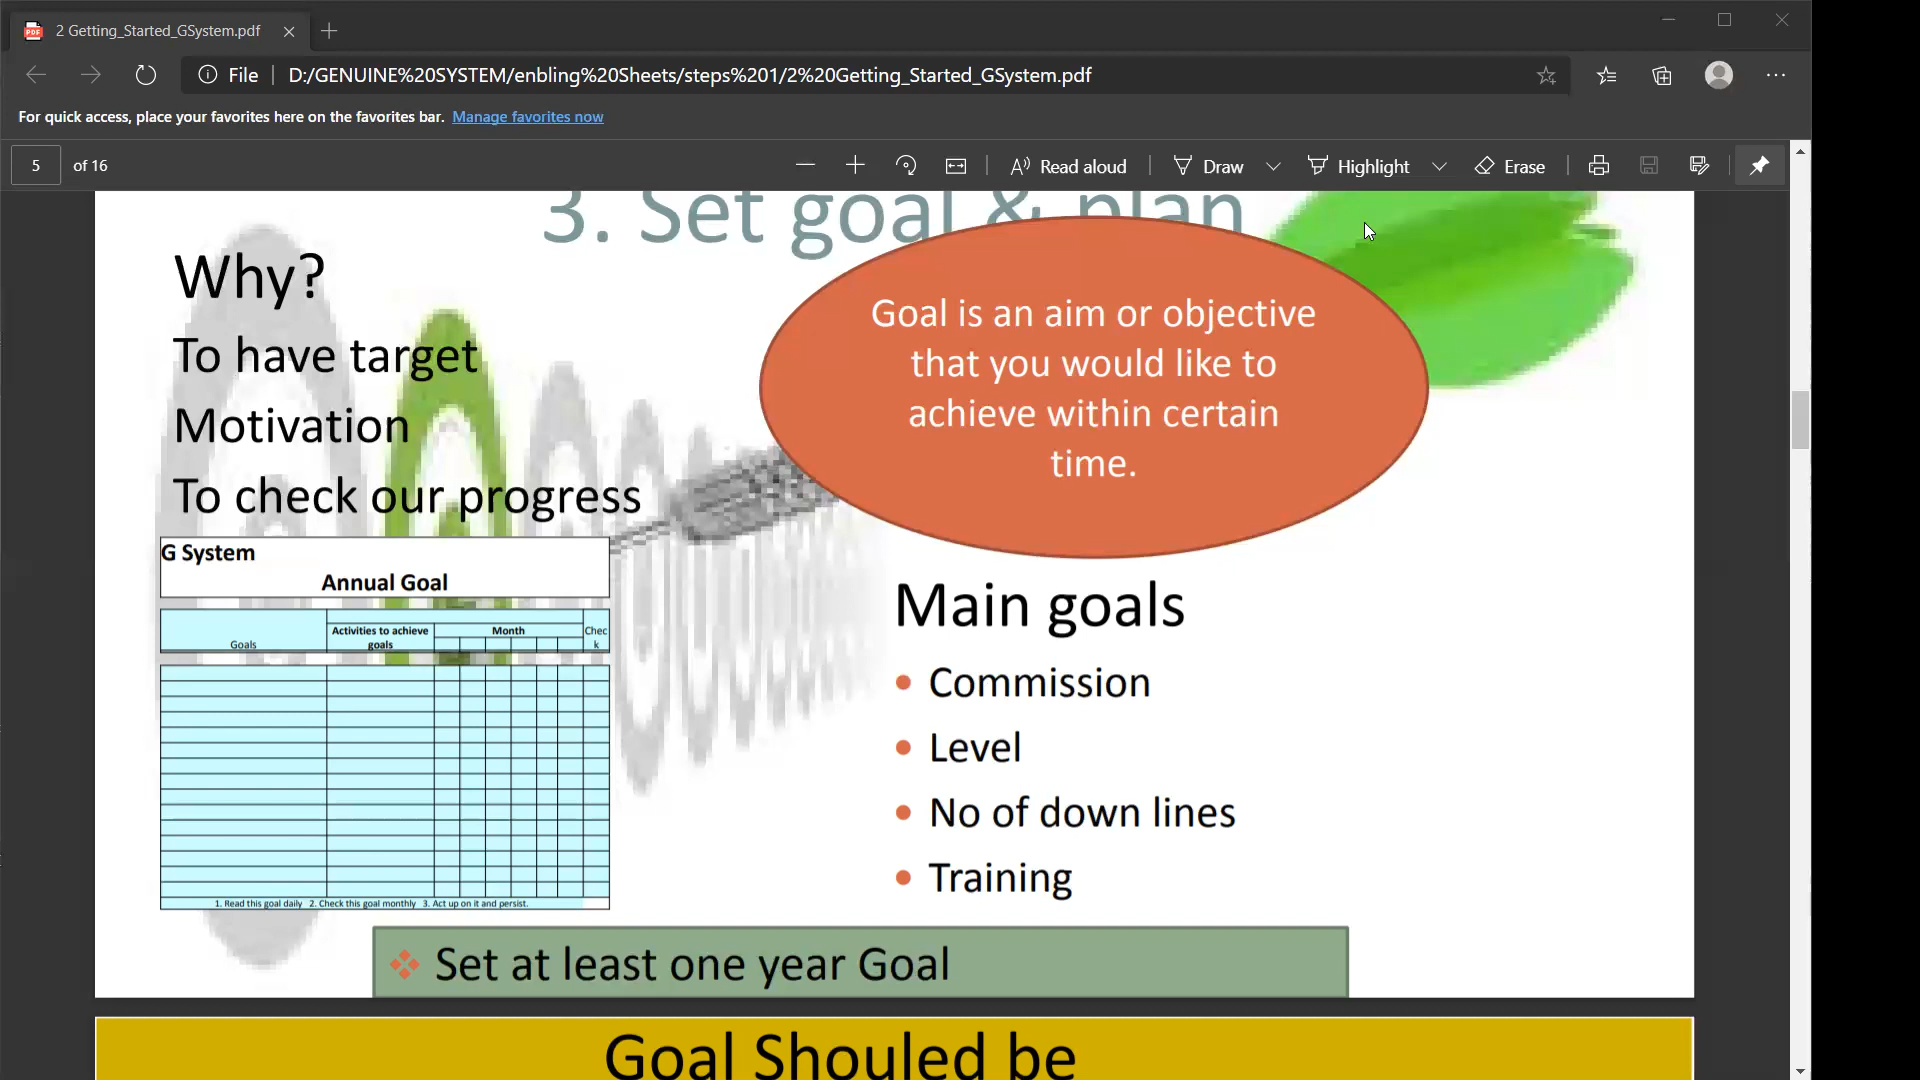 2 Getting_Started_GSystem.pdf
File
D:/GENUINE%20SYSTEM/enbling%20Sheets/steps%201/2%20Getting_Started_GSystem.pdf
For quick access, place your favorites here on the favorites bar. Manage favorites now
5 of 16
Read aloud
Draw
Highlight
Erase
3. Set goal & plan
Why?
To have target
Motivation
To check our progress
Goal is an aim or objective
that you would like to
achieve within certain
time.
G System
Annual Goal
Goals
Activities to achieve
goals
Month
Chec
k
1. Read this goal daily 2. Check this goal monthly 3. Act up on it and persist.
Main goals
• Commission
• Level
• No of down lines
• Training
❖ Set at least one year Goal
Goal Shouled be